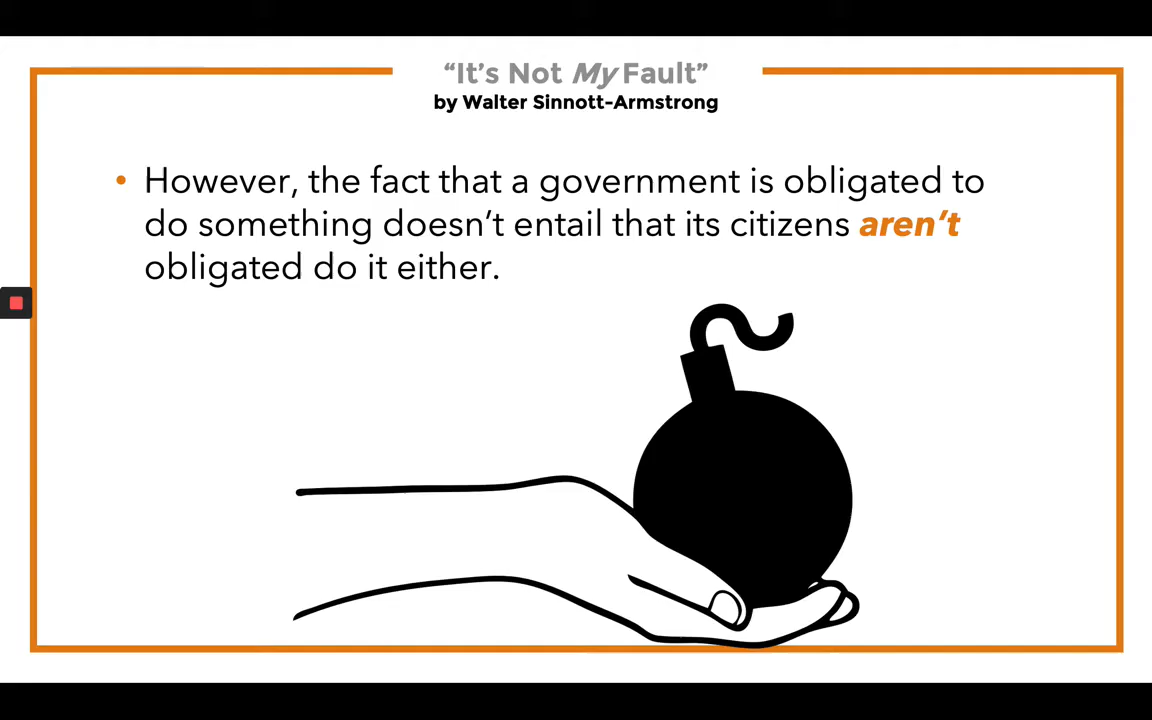 “It’s Not My Fault”
by Walter Sinnott-Armstrong
• However, the fact that a government is obligated to
do something doesn’t entail that its citizens aren’t
obligated do it either.